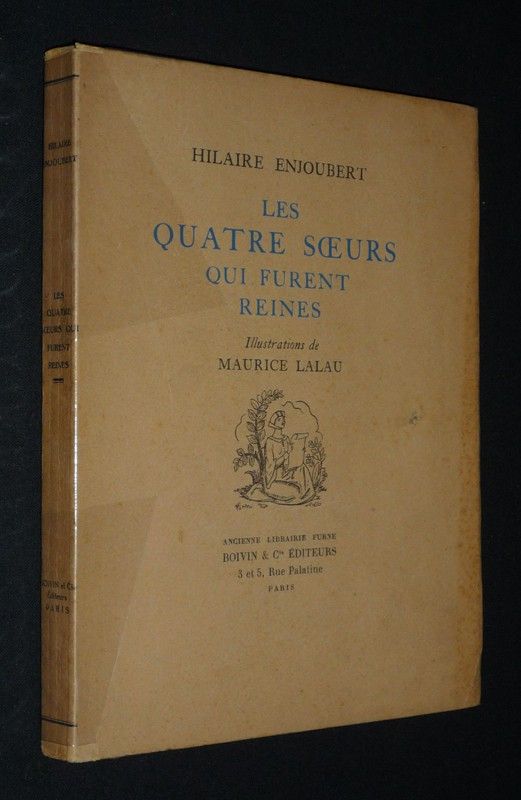 HILAIRE
ENJOUBERT
LES
QUATRE
SŒURS QUI
FURENT
REINES
BOIVIN et Cie
Éditeurs
PARIS
HILAIRE ENJOUBERT
LES
QUATRE SŒURS
QUI FURENT
REINES
Illustrations de
MAURICE LALAU
ANCIENNE LIBRAIRIE FURNE
BOIVIN & Cie ÉDITEURS
3 et 5, Rue Palatine
PARIS